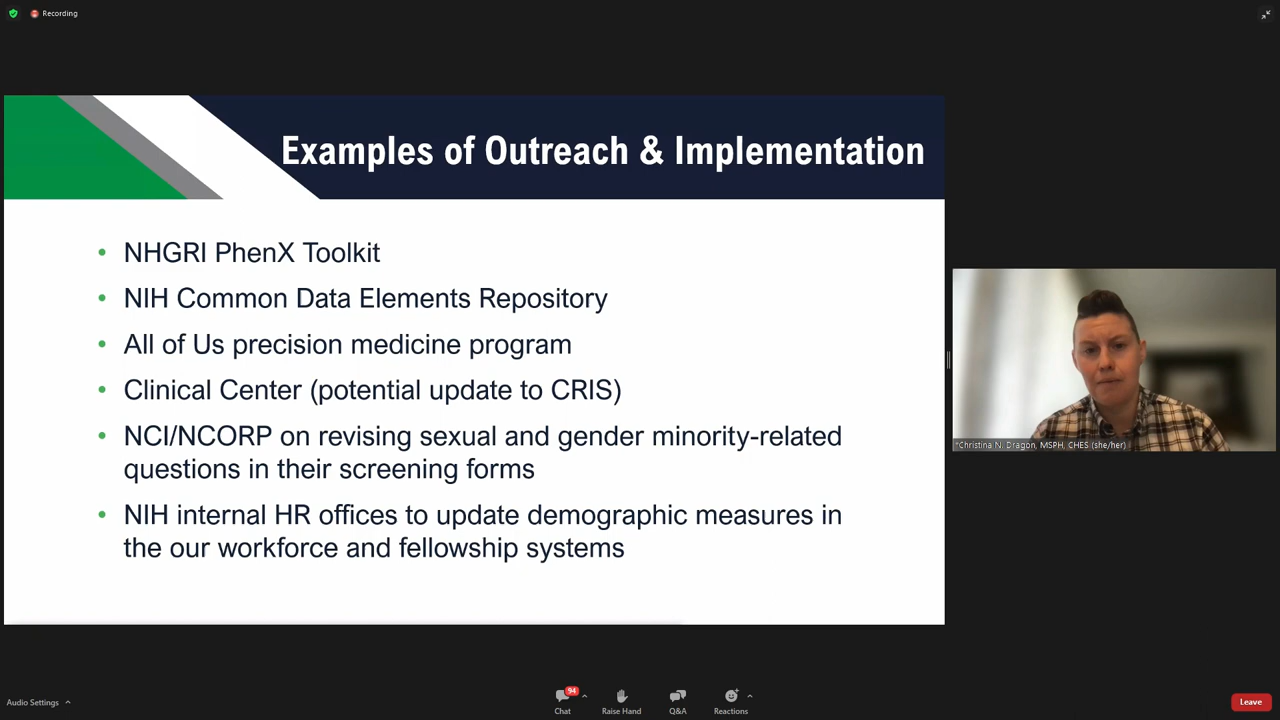 Recording
Examples of Outreach & Implementation
• NHGRI PhenX Toolkit
• NIH Common Data Elements Repository
• All of Us precision medicine program
• Clinical Center (potential update to CRIS)
• NCI/NCORP on revising sexual and gender minority-related
questions in their screening forms
• NIH internal HR offices to update demographic measures in
the our workforce and fellowship systems
*Christina N. Dragon, MSPH, CHES (she/her)
Audio Settings
94
Chat
Raise Hand
Q&A
Reactions
Leave